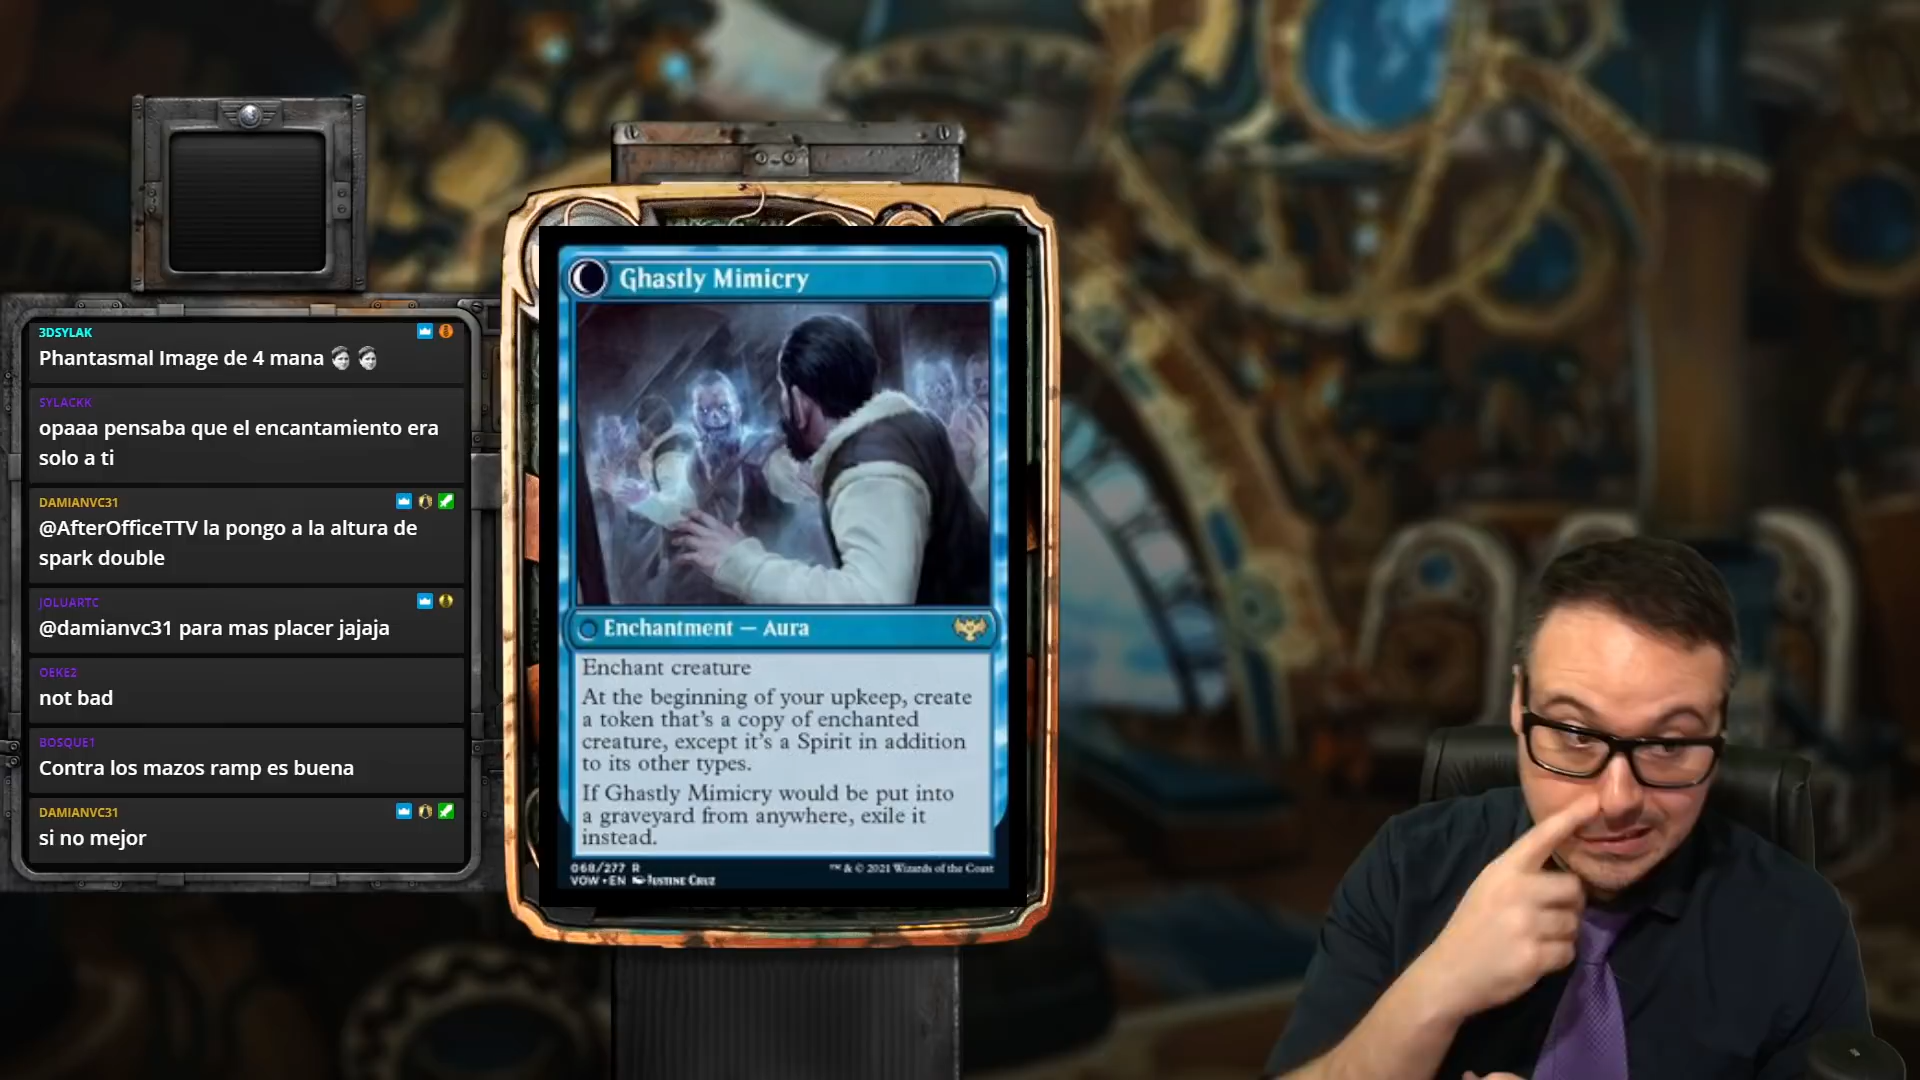 3DSYLAK
Phantasmal Image de 4 mana
SYLACKK
opaaa pensaba que el encantamiento era
solo a ti
DAMIANVC31
@AfterOfficeTTV la pongo a la altura de
spark double
JOLUARTC
@damianvc31 para mas placer jajaja
OEKE2
not bad
BOSQUE1
Contra los mazos ramp es buena
DAMIANVC31
si no mejor
Ghastly Mimicry
Enchantment — Aura
Enchant creature
At the beginning of your upkeep, create
a token that's a copy of enchanted
creature, except it's a Spirit in addition
to its other types.
If Ghastly Mimicry would be put into
a graveyard from anywhere, exile it
instead.
068/277 R
VOW • EN Justine Cruz
™ & © 2021 Wizards of the Coast